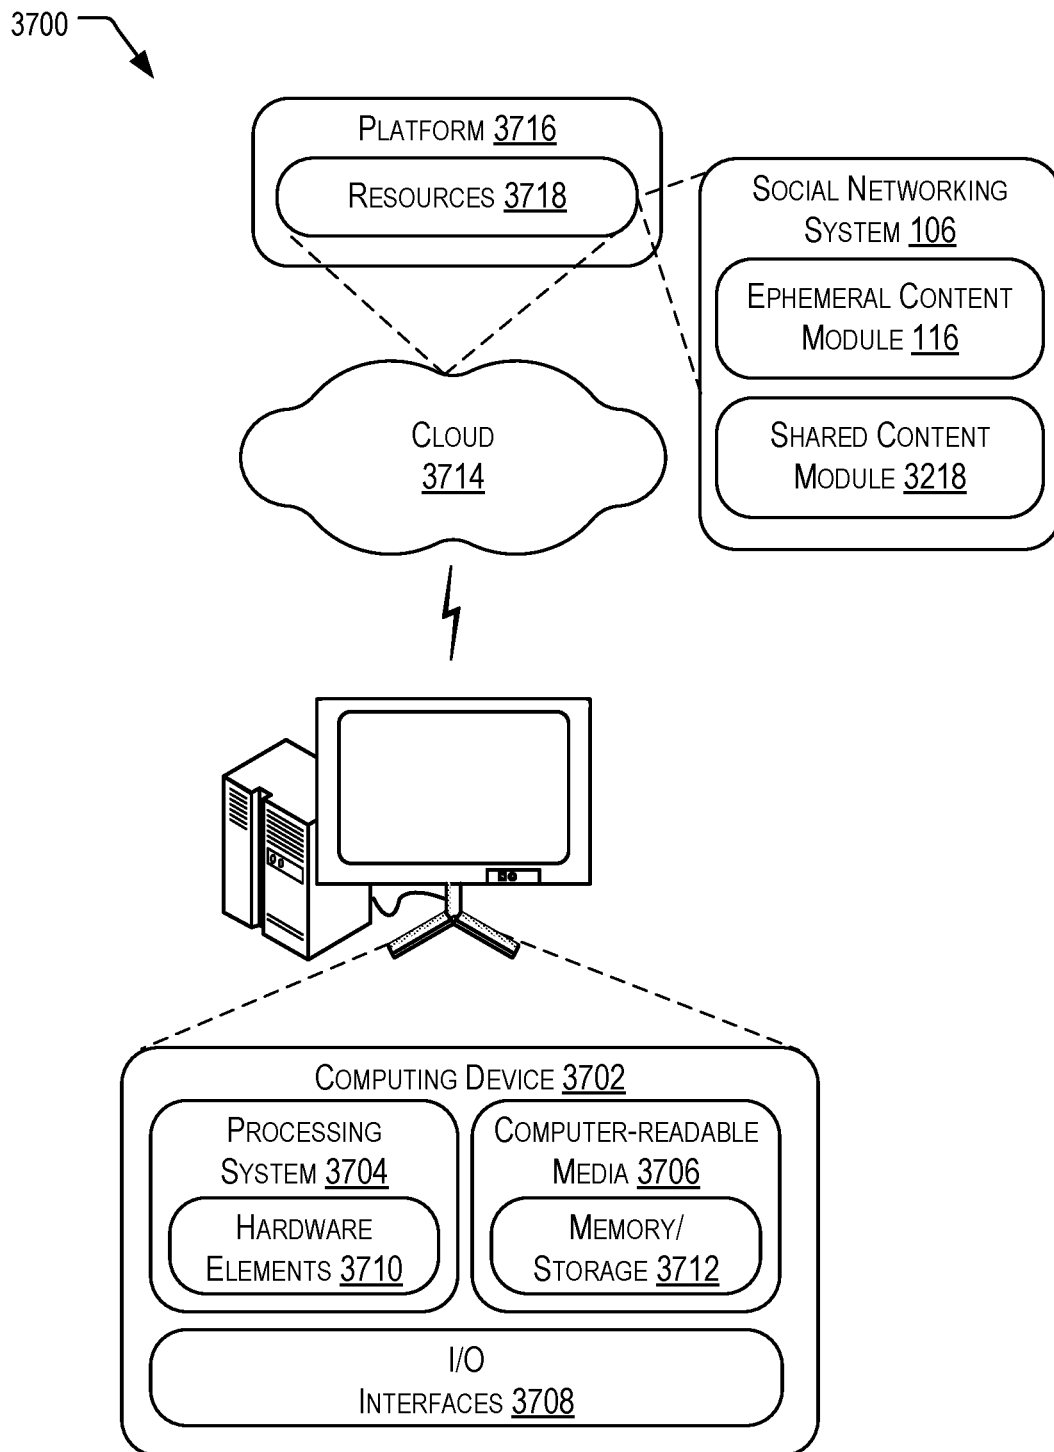 3700
PLATFORM 3716
RESOURCES 3718
SOCIAL NETWORKING
SYSTEM 106
EPHEMERAL CONTENT
MODULE 116
SHARED CONTENT
MODULE 3218
CLOUD
3714
COMPUTING DEVICE 3702
PROCESSING
SYSTEM 3704
HARDWARE
ELEMENTS 3710
COMPUTER-READABLE
MEDIA 3706
MEMORY/
STORAGE 3712
I/O
INTERFACES 3708